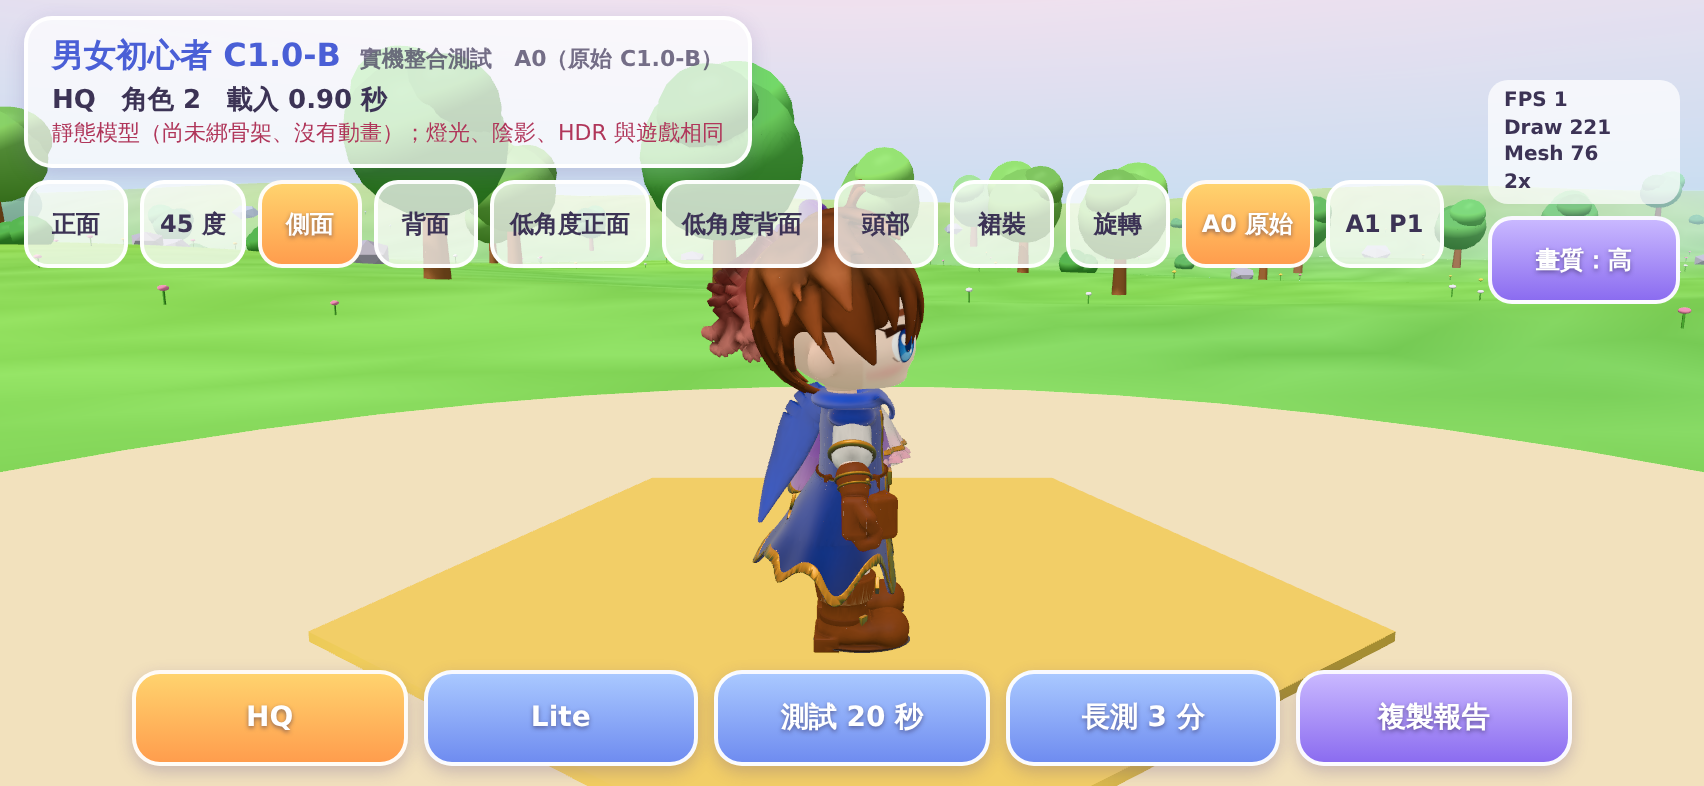 男女初心者 C1.0-B 實機整合測試 A0（原始 C1.0-B）
HQ 角色 2 載入 0.90 秒
靜態模型（尚未綁骨架、沒有動畫）；燈光、陰影、HDR 與遊戲相同
FPS 1
Draw 221
Mesh 76
2x
正面
45 度
側面
背面
低角度正面
低角度背面
頭部
裙裝
旋轉
A0 原始
A1 P1
畫質：高
HQ
Lite
測試 20 秒
長測 3 分
複製報告